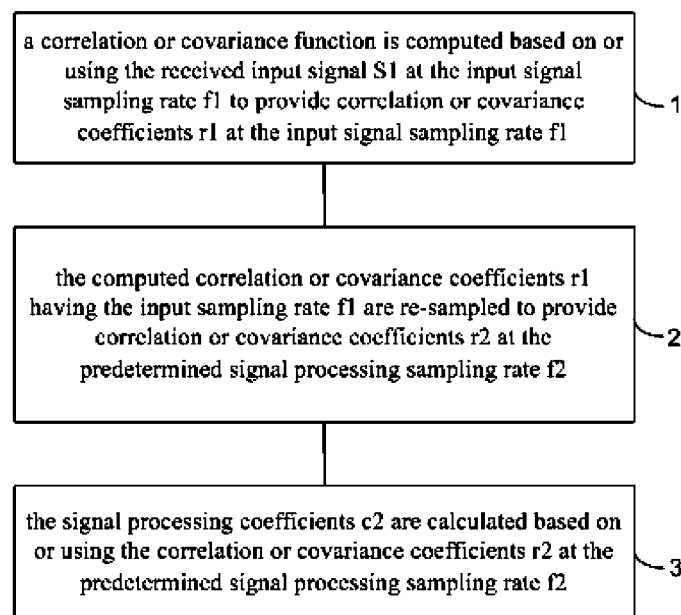 a correlation or covariance function is computed based on or
using the received input signal S1 at the input signal
sampling rate f1 to provide correlation or covariance
coefficients r1 at the input signal sampling rate f1
1
the computed correlation or covariance coefficients r1
having the input sampling rate f1 are re-sampled to provide
correlation or covariance coefficients r2 at the
predetermined signal processing sampling rate f2
2
the signal processing coefficients c2 are calculated based on
or using the correlation or covariance coefficients r2 at the
predetermined signal processing sampling rate f2
3